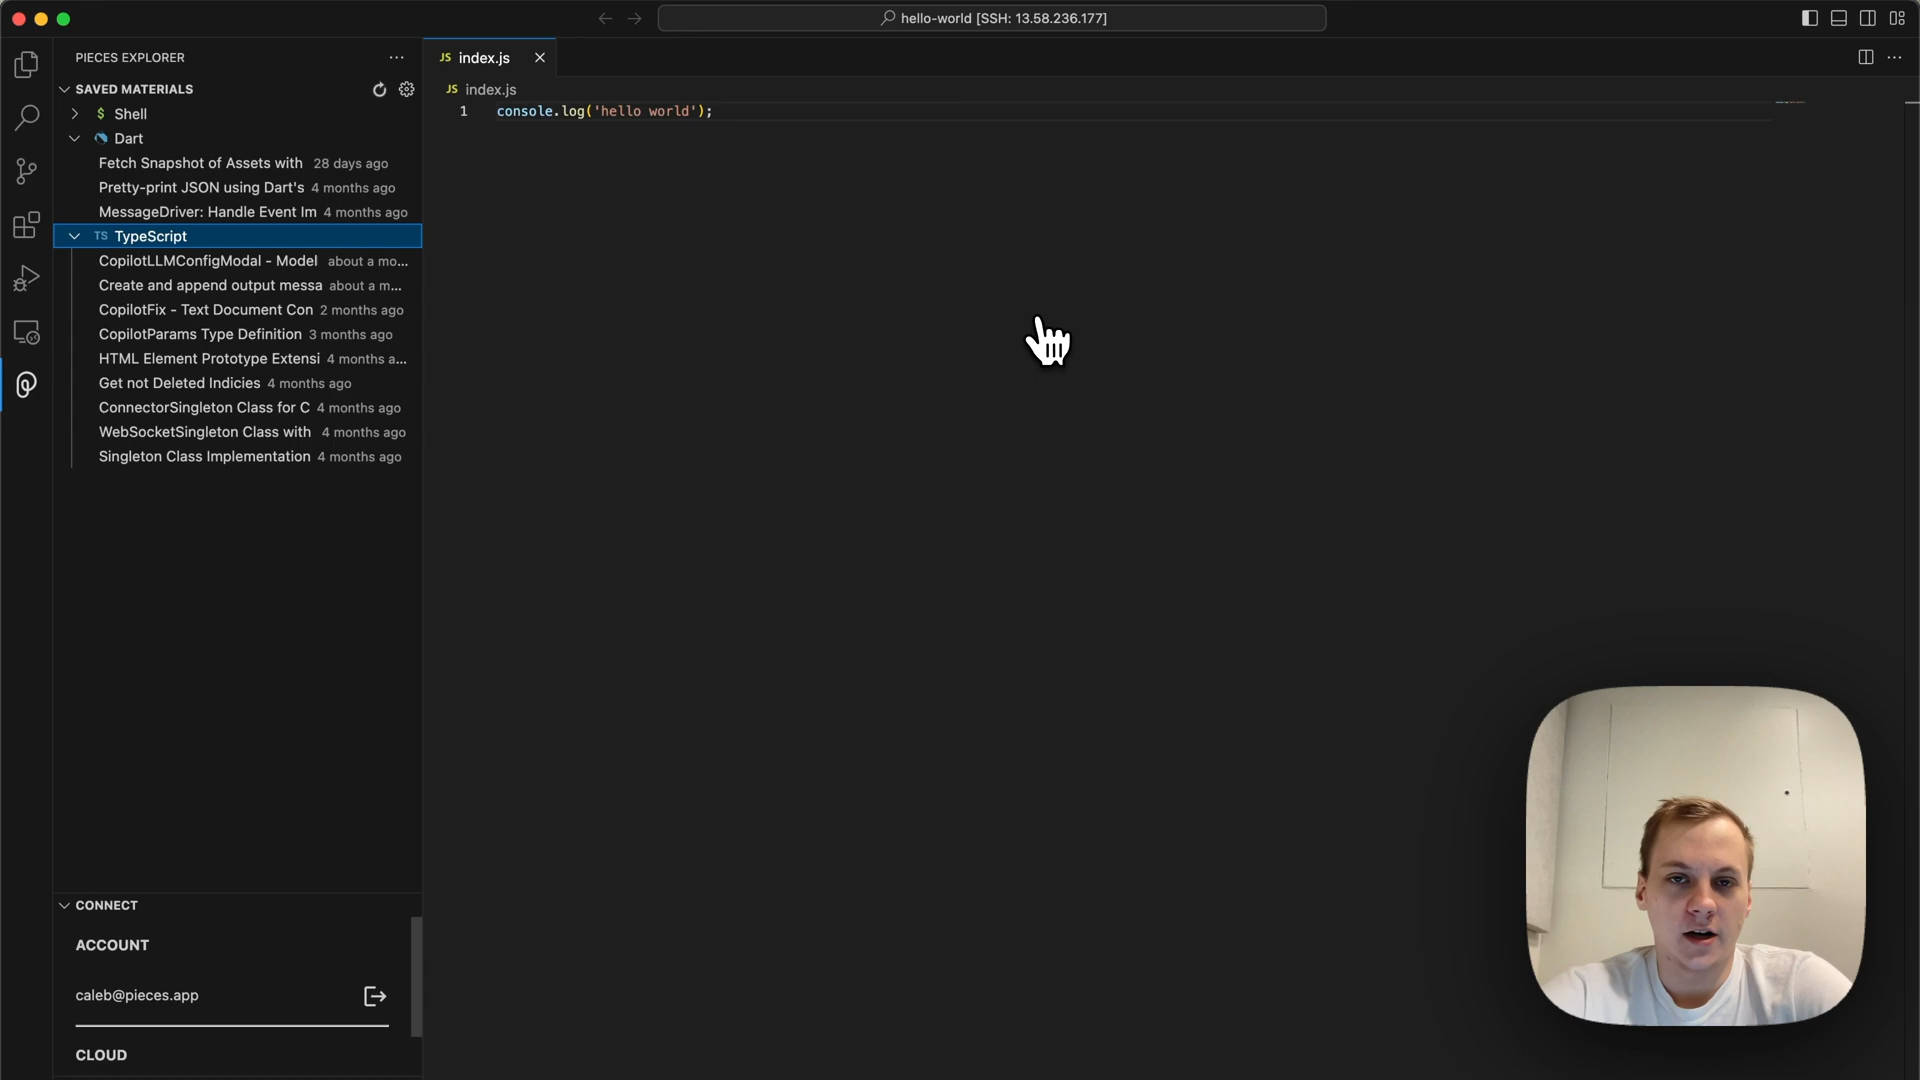 hello-world [SSH: 13.58.236.177]
PIECES EXPLORER
SAVED MATERIALS
$ Shell
Dart
Fetch Snapshot of Assets with 28 days ago
Pretty-print JSON using Dart's 4 months ago
MessageDriver: Handle Event Im 4 months ago
TS TypeScript
CopilotLLMConfigModal - Model about a mo...
Create and append output messa about a m...
CopilotFix - Text Document Con 2 months ago
CopilotParams Type Definition 3 months ago
HTML Element Prototype Extensi 4 months a...
Get not Deleted Indicies 4 months ago
ConnectorSingleton Class for C 4 months ago
WebSocketSingleton Class with 4 months ago
Singleton Class Implementation 4 months ago
CONNECT
ACCOUNT
caleb@pieces.app
CLOUD
JS index.js
JS index.js
1 console.log('hello world');